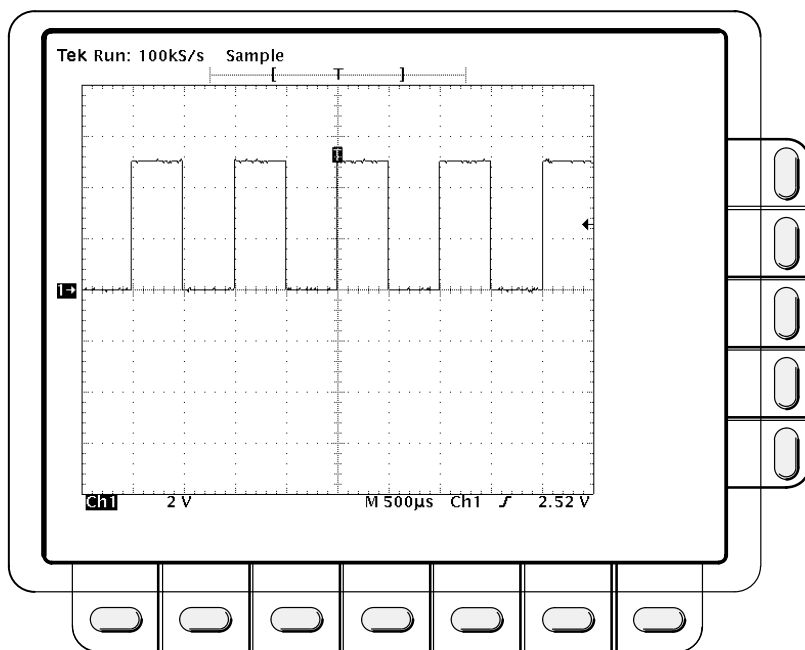 Tek Run: 100kS/s Sample
[ T ]
T
1→
Ch1 2 V M 500µs Ch1 2.52 V